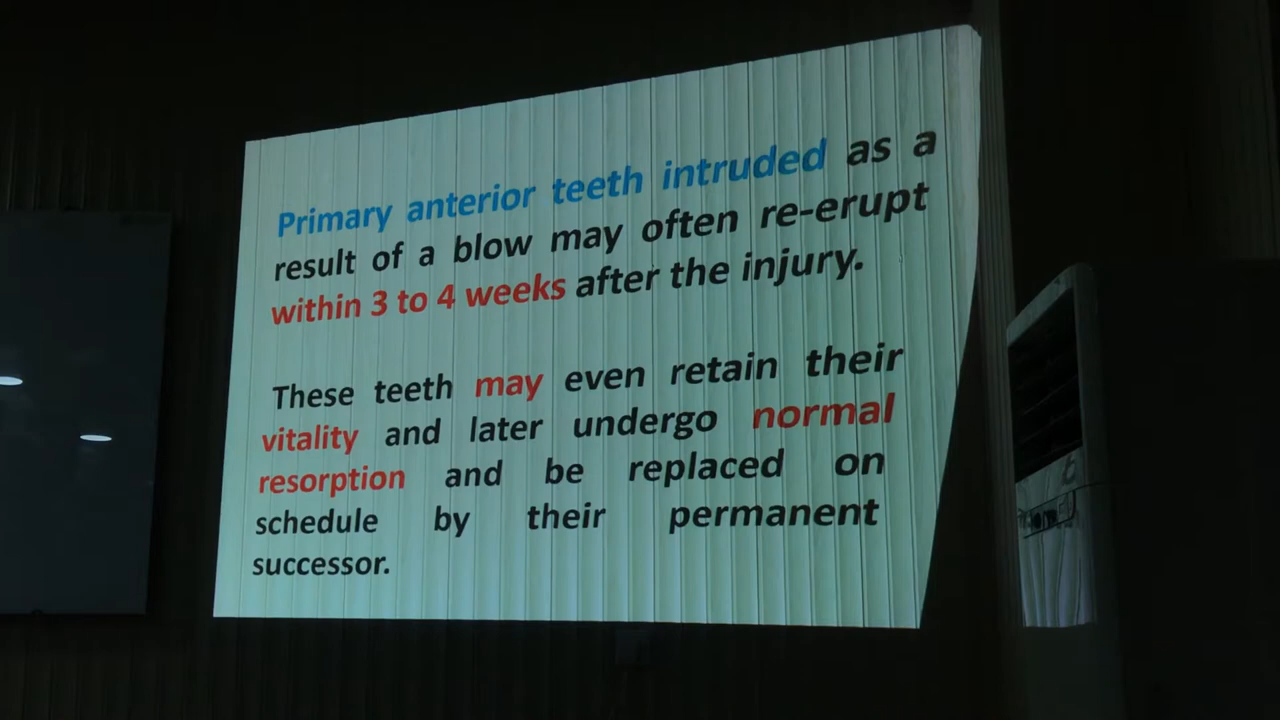 Primary anterior teeth intruded as a
result of a blow may often re-erupt
within 3 to 4 weeks after the injury.
These teeth may even retain their
vitality and later undergo normal
resorption and be replaced on
schedule by their permanent
successor.